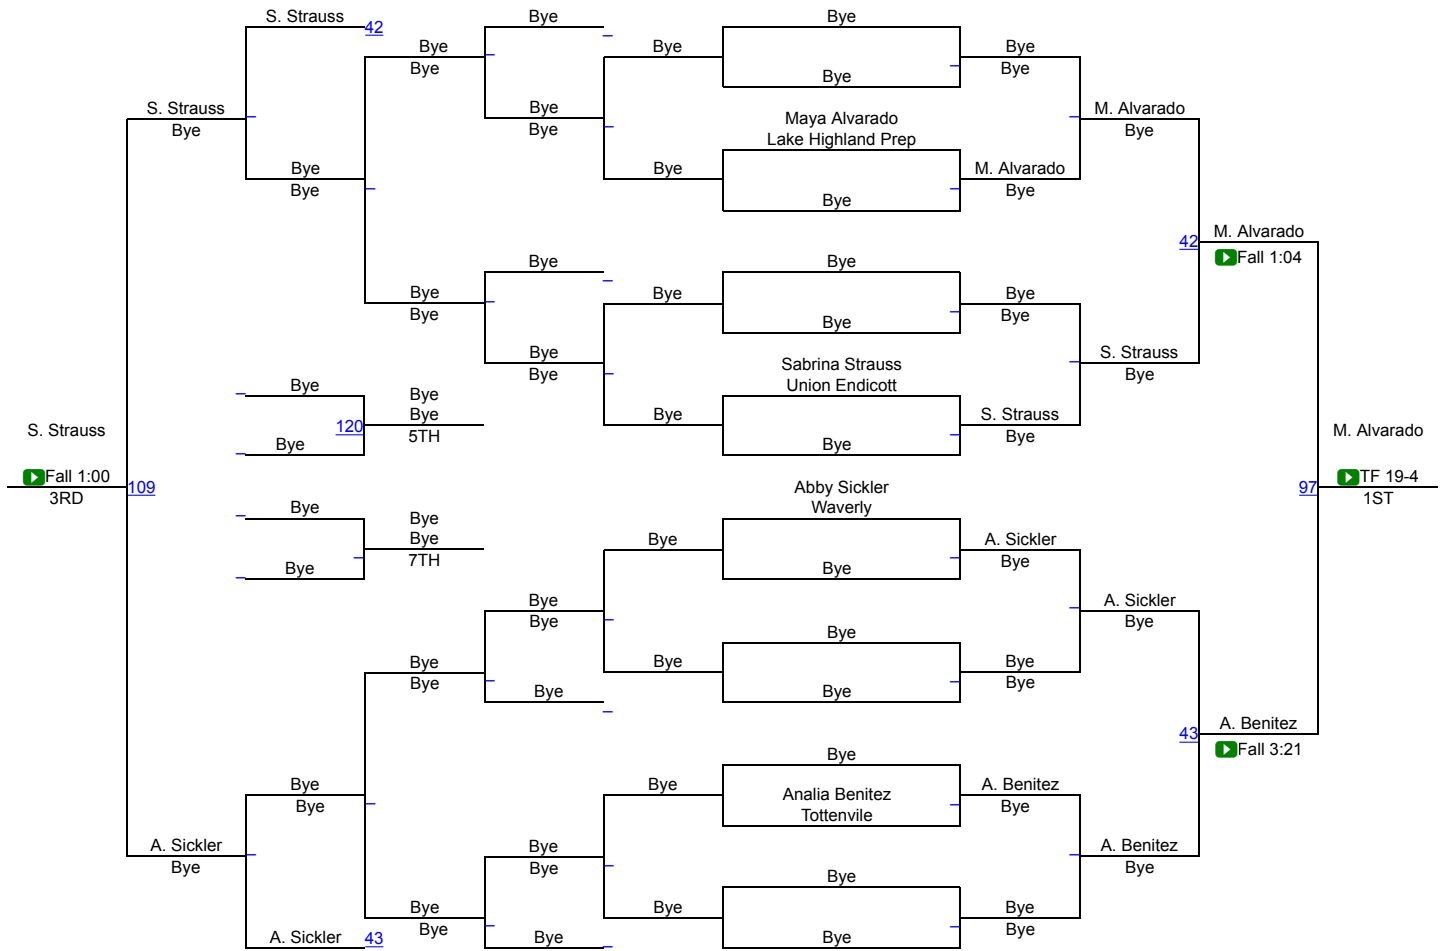 S. Strauss
42
Bye
Bye
Bye
Bye
Bye
Bye
Bye
Bye
Bye
S. Strauss
Bye
Bye
Bye
Maya Alvarado
Lake Highland Prep
M. Alvarado
Bye
Bye
Bye
Bye
M. Alvarado
Bye
Bye
M. Alvarado
42
Fall 1:04
Bye
Bye
Bye
Bye
Bye
Bye
Bye
Bye
Bye
Bye
Bye
Sabrina Strauss
Union Endicott
S. Strauss
Bye
Bye
Bye
Bye
120
5TH
Bye
Bye
S. Strauss
Bye
Bye
S. Strauss
Fall 1:00
3RD
109
M. Alvarado
TF 19-4
1ST
97
Abby Sickler
Waverly
Bye
Bye
Bye
7TH
Bye
Bye
Bye
A. Sickler
Bye
Bye
Bye
A. Sickler
Bye
Bye
Bye
Bye
Bye
Bye
Bye
Bye
Bye
Bye
A. Benitez
43
Fall 3:21
Bye
Bye
Bye
Bye
Analia Benitez
Tottenvile
A. Benitez
Bye
A. Sickler
Bye
Bye
Bye
A. Benitez
Bye
Bye
Bye
Bye
Bye
Bye
Bye
Bye
A. Sickler
43
Bye
Bye